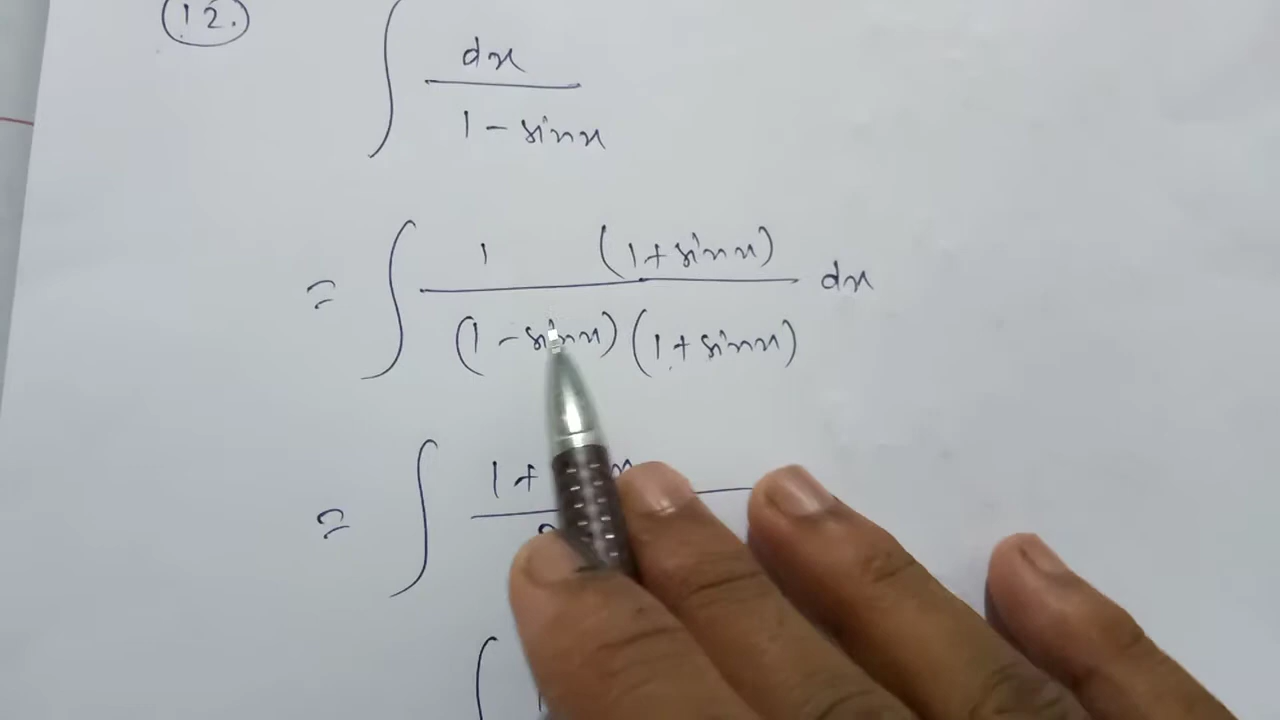 12.
∫ dx / 1 - sinx
= ∫ 1 (1 + sinx) / (1 - sinx) (1 + sinx) dx
= ∫ 1 +
∫